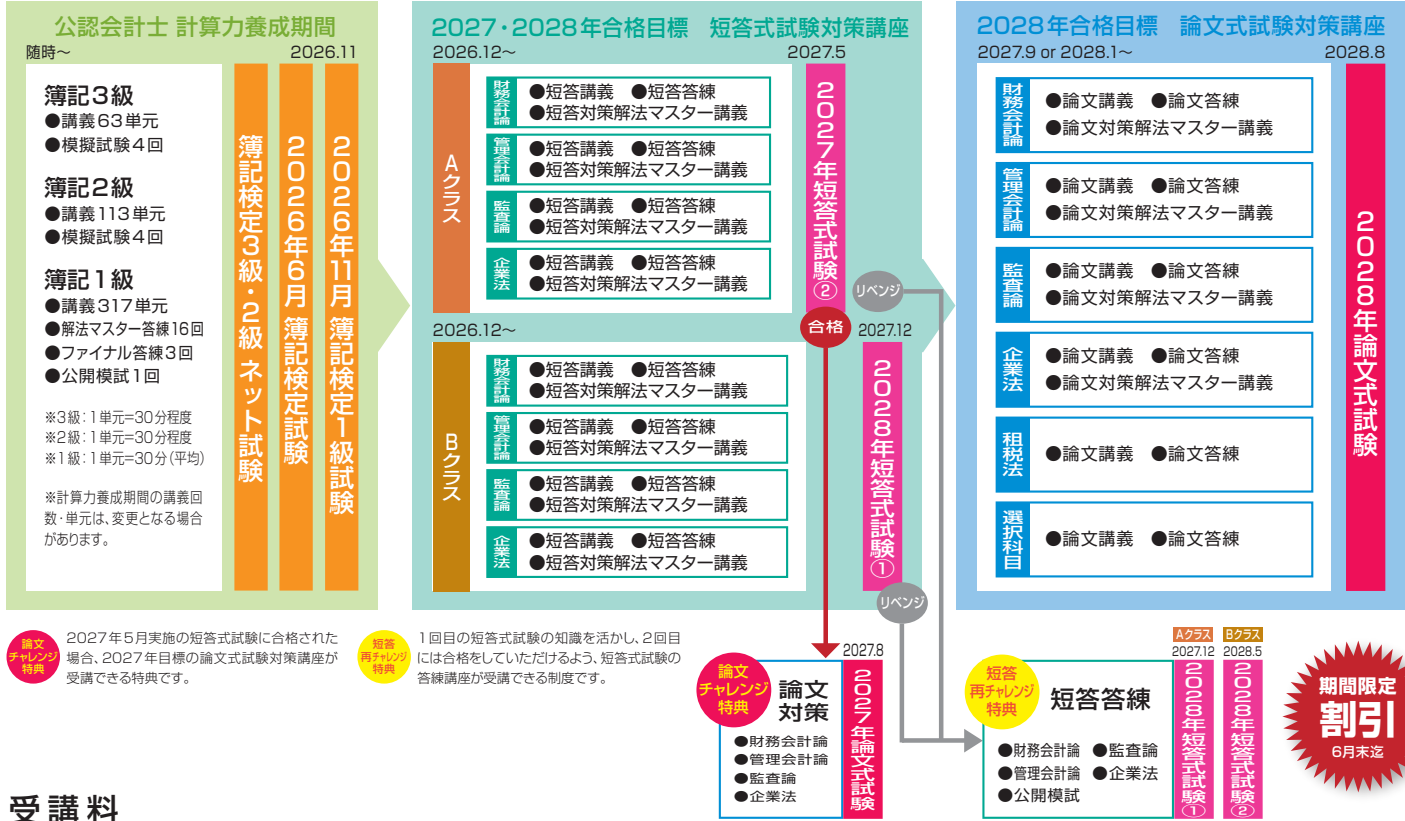 公認会計士 計算力養成期間
随時～
2026.11
簿記3級
●講義63単元
●模擬試験4回
簿記2級
●講義113単元
●模擬試験4回
簿記1級
●講義317単元
●解法マスター答練16回
●ファイナル答練3回
●公開模試1回
※3級：1単元=30分程度
※2級：1単元=30分程度
※1級：1単元=30分（平均）
※計算力養成期間の講義回
数・単元は、変更となる場合
があります。
簿記検定3級・2級 ネット試験
2026年6月 簿記検定試験
2026年11月 簿記検定1級試験
2027・2028年合格目標 短答式試験対策講座
2026.12～
2027.5
Aクラス
財務会計論
●短答講義 ●短答答練
●短答対策解法マスター講義
管理会計論
●短答講義 ●短答答練
●短答対策解法マスター講義
監査論
●短答講義 ●短答答練
●短答対策解法マスター講義
企業法
●短答講義 ●短答答練
●短答対策解法マスター講義
2027年短答式試験②
リベンジ
合格
2026.12～
2027.12
Bクラス
財務会計論
●短答講義 ●短答答練
●短答対策解法マスター講義
管理会計論
●短答講義 ●短答答練
●短答対策解法マスター講義
監査論
●短答講義 ●短答答練
●短答対策解法マスター講義
企業法
●短答講義 ●短答答練
●短答対策解法マスター講義
2028年短答式試験①
リベンジ
2028年合格目標 論文式試験対策講座
2027.9 or 2028.1～
2028.8
財務会計論
●論文講義 ●論文答練
●論文対策解法マスター講義
管理会計論
●論文講義 ●論文答練
●論文対策解法マスター講義
監査論
●論文講義 ●論文答練
●論文対策解法マスター講義
企業法
●論文講義 ●論文答練
●論文対策解法マスター講義
租税法
●論文講義 ●論文答練
選択科目
●論文講義 ●論文答練
2028年論文式試験
論文
チャレンジ
特典
2027年5月実施の短答式試験に合格された
場合、2027年目標の論文式試験対策講座が
受講できる特典です。
短答
再チャレンジ
特典
1回目の短答式試験の知識を活かし、2回目
には合格をしていただけるよう、短答式試験の
答練講座が受講できる制度です。
論文
チャレンジ
特典
論文
対策
●財務会計論
●管理会計論
●監査論
●企業法
2027.8
2027年論文式試験
短答
再チャレンジ
特典
短答答練
●財務会計論 ●監査論
●管理会計論 ●企業法
●公開模試
Aクラス
2027.12
2028年短答式試験①
Bクラス
2028.5
2028年短答式試験②
期間限定
割引
6月末迄
受講料